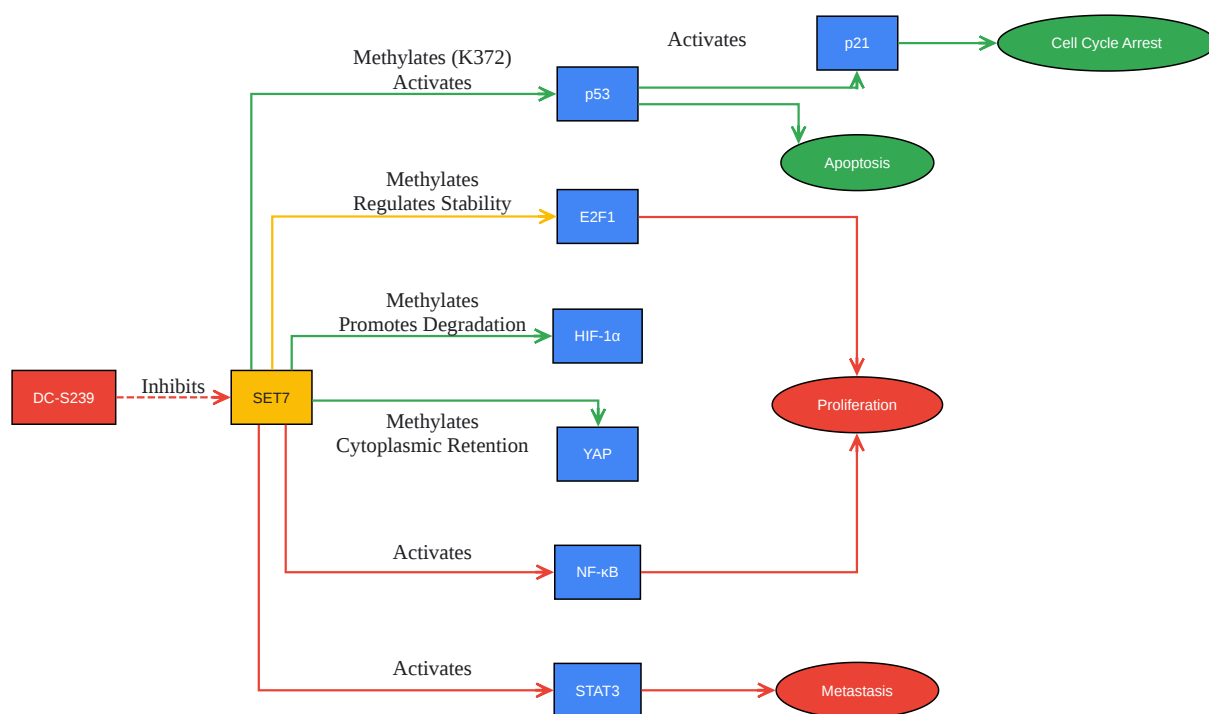 Activates
p21
Cell Cycle Arrest
Methylates (K372)
Activates
p53
Apoptosis
Methylates
Regulates Stability
E2F1
Methylates
Promotes Degradation
HIF-1α
DC-S239
Inhibits
SET7
Proliferation
Methylates
Cytoplasmic Retention
YAP
Activates
NF-κB
Activates
STAT3
Metastasis